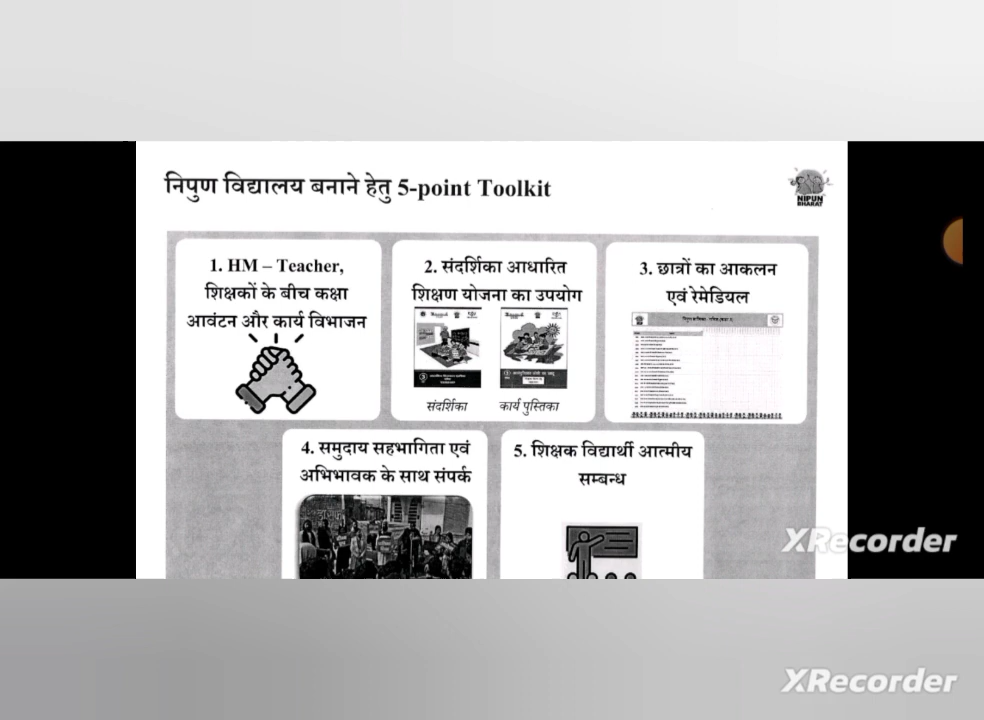 निपुण विद्यालय बनाने हेतु 5-point Toolkit
NIPUN
BHARAT
1. HM – Teacher,
शिक्षकों के बीच कक्षा
आवंटन और कार्य विभाजन
2. संदर्शिका आधारित
शिक्षण योजना का उपयोग
संदर्शिका
कार्य पुस्तिका
3. छात्रों का आकलन
एवं रेमेडियल
4. समुदाय सहभागिता एवं
अभिभावक के साथ संपर्क
5. शिक्षक विद्यार्थी आत्मीय
सम्बन्ध
XRecorder
XRecorder